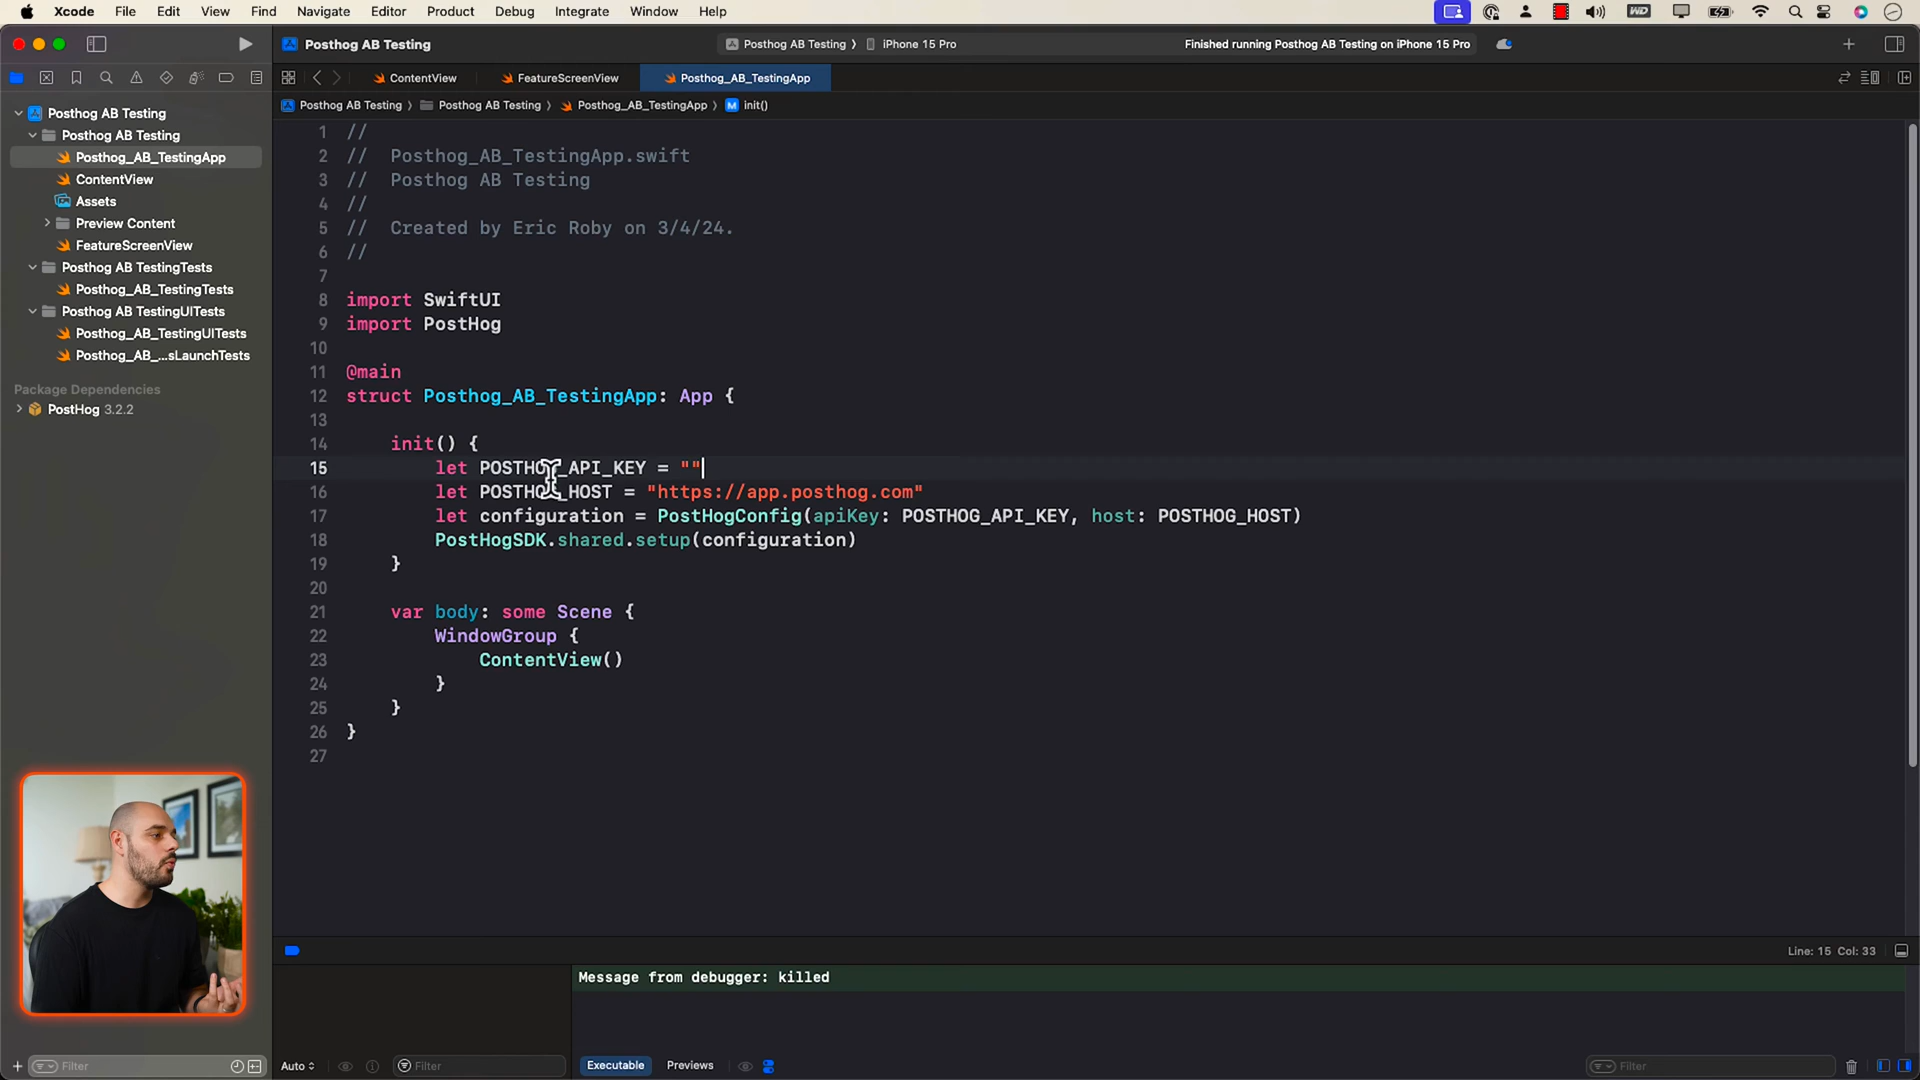 Xcode File Edit View Find Navigate Editor Product Debug Integrate Window Help
WD
Posthog AB Testing
Posthog AB Testing
iPhone 15 Pro
Finished running Posthog AB Testing on iPhone 15 Pro
ContentView
FeatureScreenView
Posthog_AB_TestingApp
Posthog AB Testing
Posthog AB Testing
Posthog_AB_TestingApp
M init()
Posthog AB Testing
Posthog AB Testing
Posthog_AB_TestingApp
ContentView
Assets
Preview Content
FeatureScreenView
Posthog AB TestingTests
Posthog_AB_TestingTests
Posthog AB TestingUITests
Posthog_AB_TestingUITests
Posthog_AB_...sLaunchTests
Package Dependencies
PostHog 3.2.2
1 //
2 //  Posthog_AB_TestingApp.swift
3 //  Posthog AB Testing
4 //
5 //  Created by Eric Roby on 3/4/24.
6 //
7
8 import SwiftUI
9 import PostHog
10
11 @main
12 struct Posthog_AB_TestingApp: App {
13
14     init() {
15         let POSTHOG_API_KEY = ""
16         let POSTHOG_HOST = "https://app.posthog.com"
17         let configuration = PostHogConfig(apiKey: POSTHOG_API_KEY, host: POSTHOG_HOST)
18         PostHogSDK.shared.setup(configuration)
19     }
20
21     var body: some Scene {
22         WindowGroup {
23             ContentView()
24         }
25     }
26 }
27
Line: 15 Col: 33
Message from debugger: killed
Filter
Auto
Filter
Executable
Previews
Filter